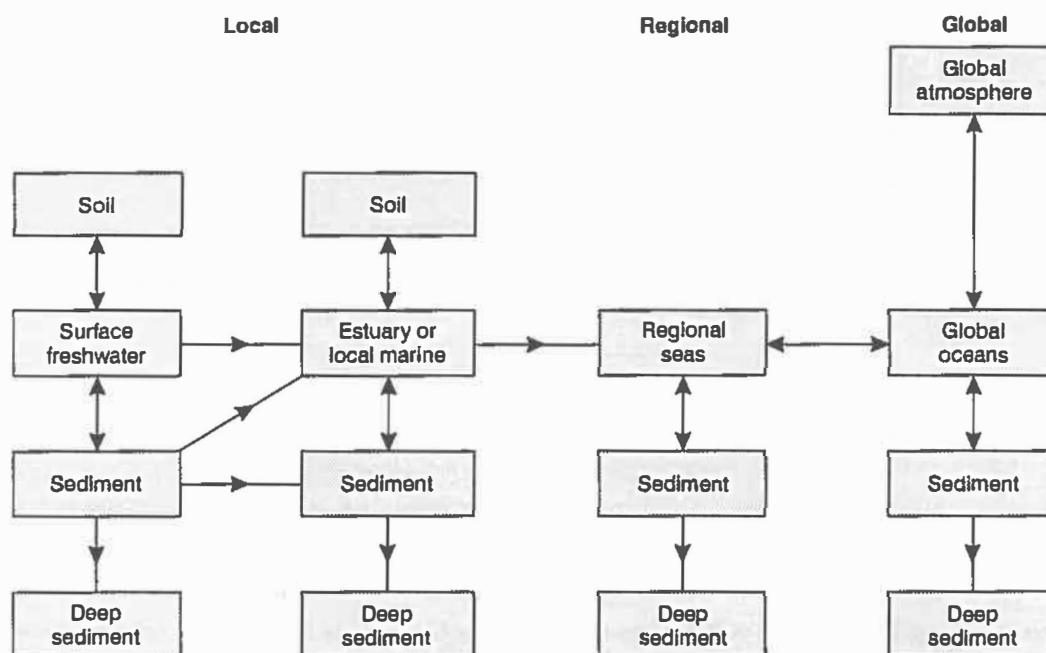 Local
Regional
Global
Global
atmosphere
Soil
Soil
Surface
freshwater
Estuary or
local marine
Regional
seas
Global
oceans
Sediment
Sediment
Sediment
Sediment
Deep
sediment
Deep
sediment
Deep
sediment
Deep
sediment